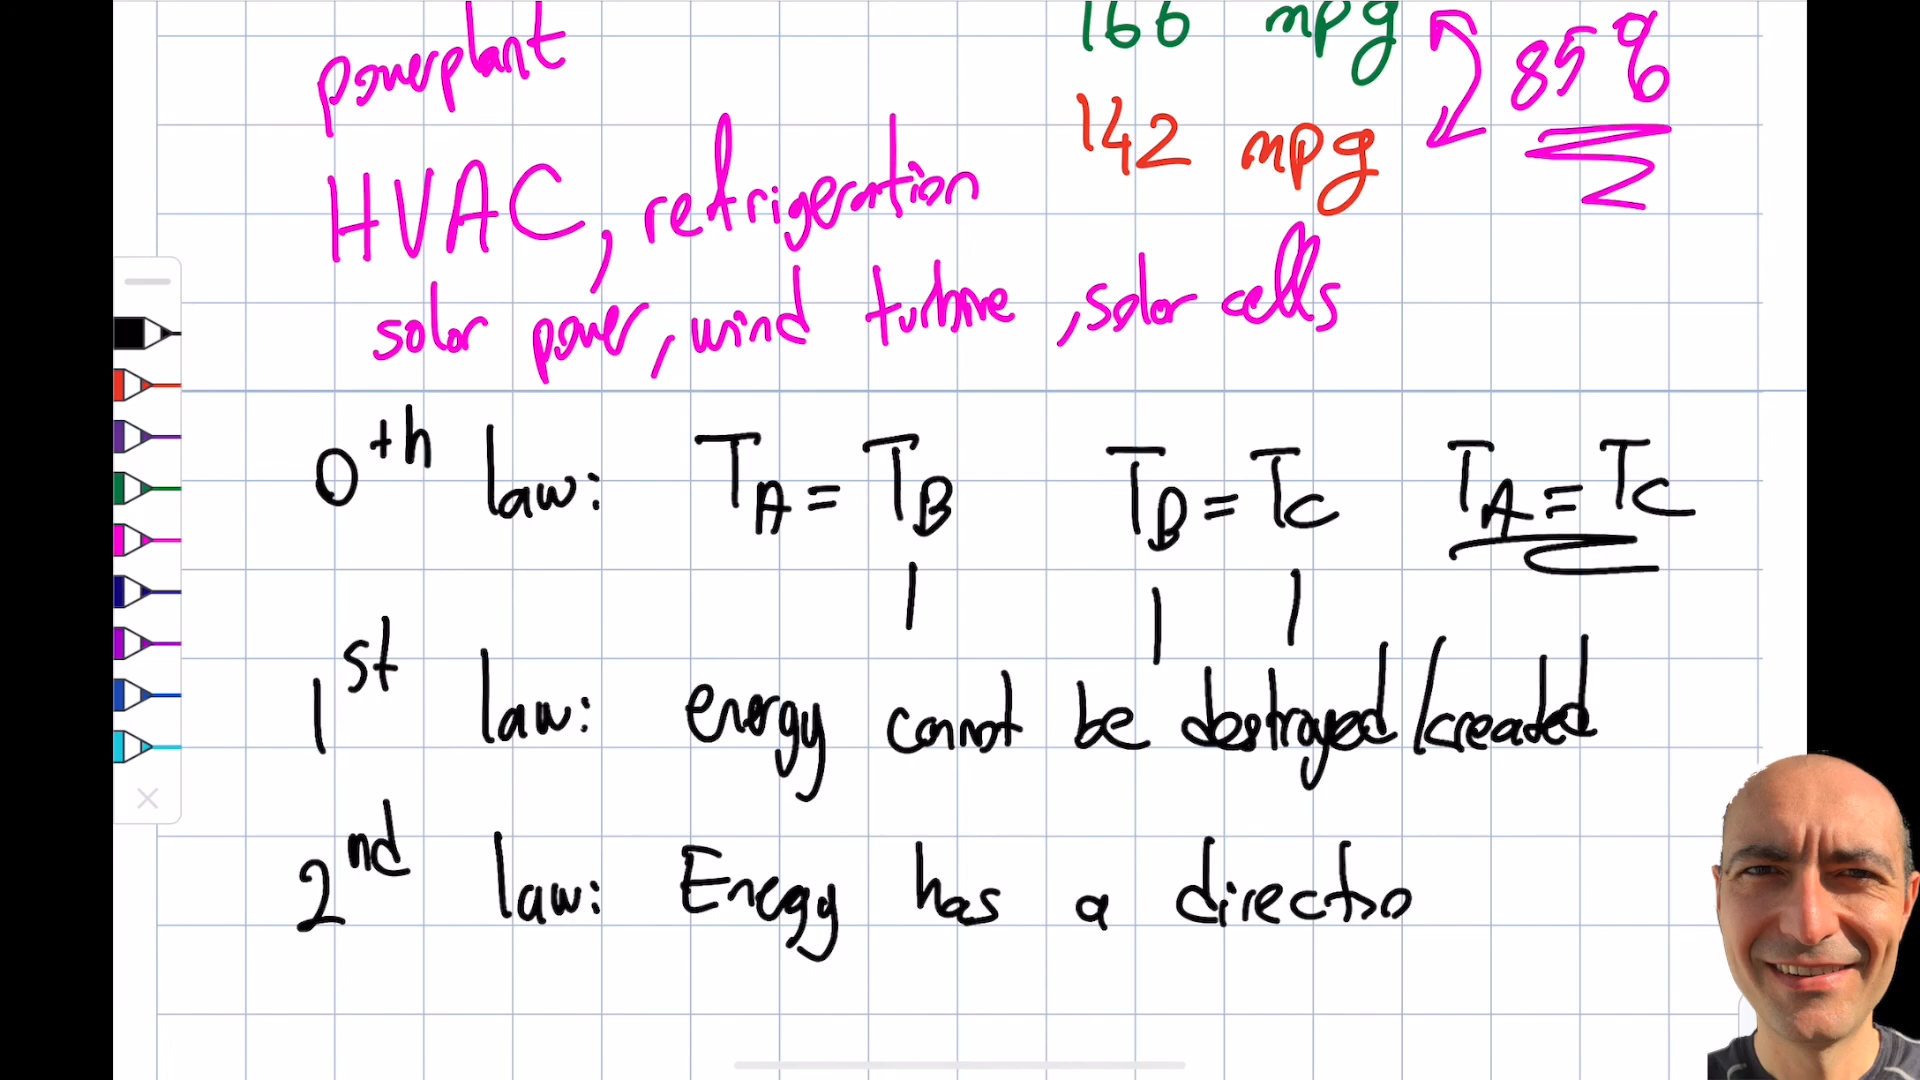 powerplant
166 mpg
85%
142 mpg
HVAC, refrigeration
solar power, wind turbine, solar cells
0th law: TA = TB TB = TC TA = TC
1st law: energy cannot be destroyed/created
2nd law: Energy has a directio